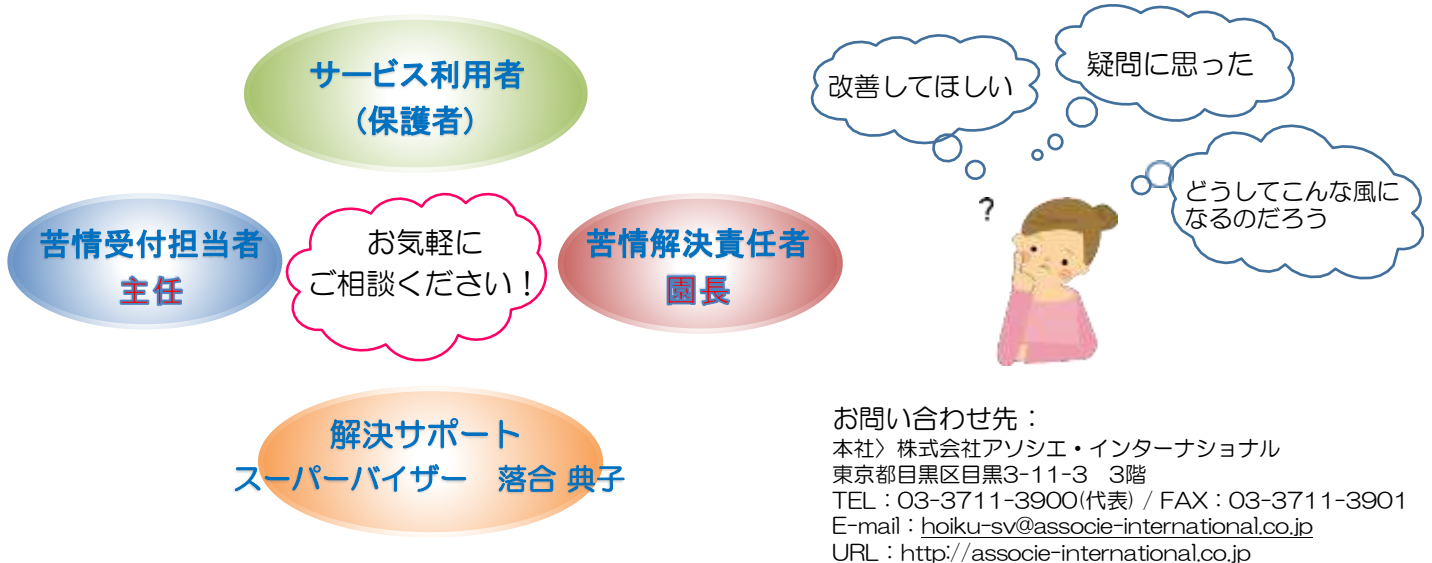 サービス利用者
(保護者)
苦情受付担当者
主任
お気軽に
ご相談ください！
苦情解決責任者
園長
解決サポート
スーパーバイザー　落合 典子
改善してほしい
疑問に思った
どうしてこんな風に
なるのだろう
?
お問い合わせ先：
本社〉株式会社アソシエ・インターナショナル
東京都目黒区目黒3-11-3　3階
TEL：03-3711-3900(代表) / FAX：03-3711-3901
E-mail：hoiku-sv@associe-international.co.jp
URL：http://associe-international.co.jp